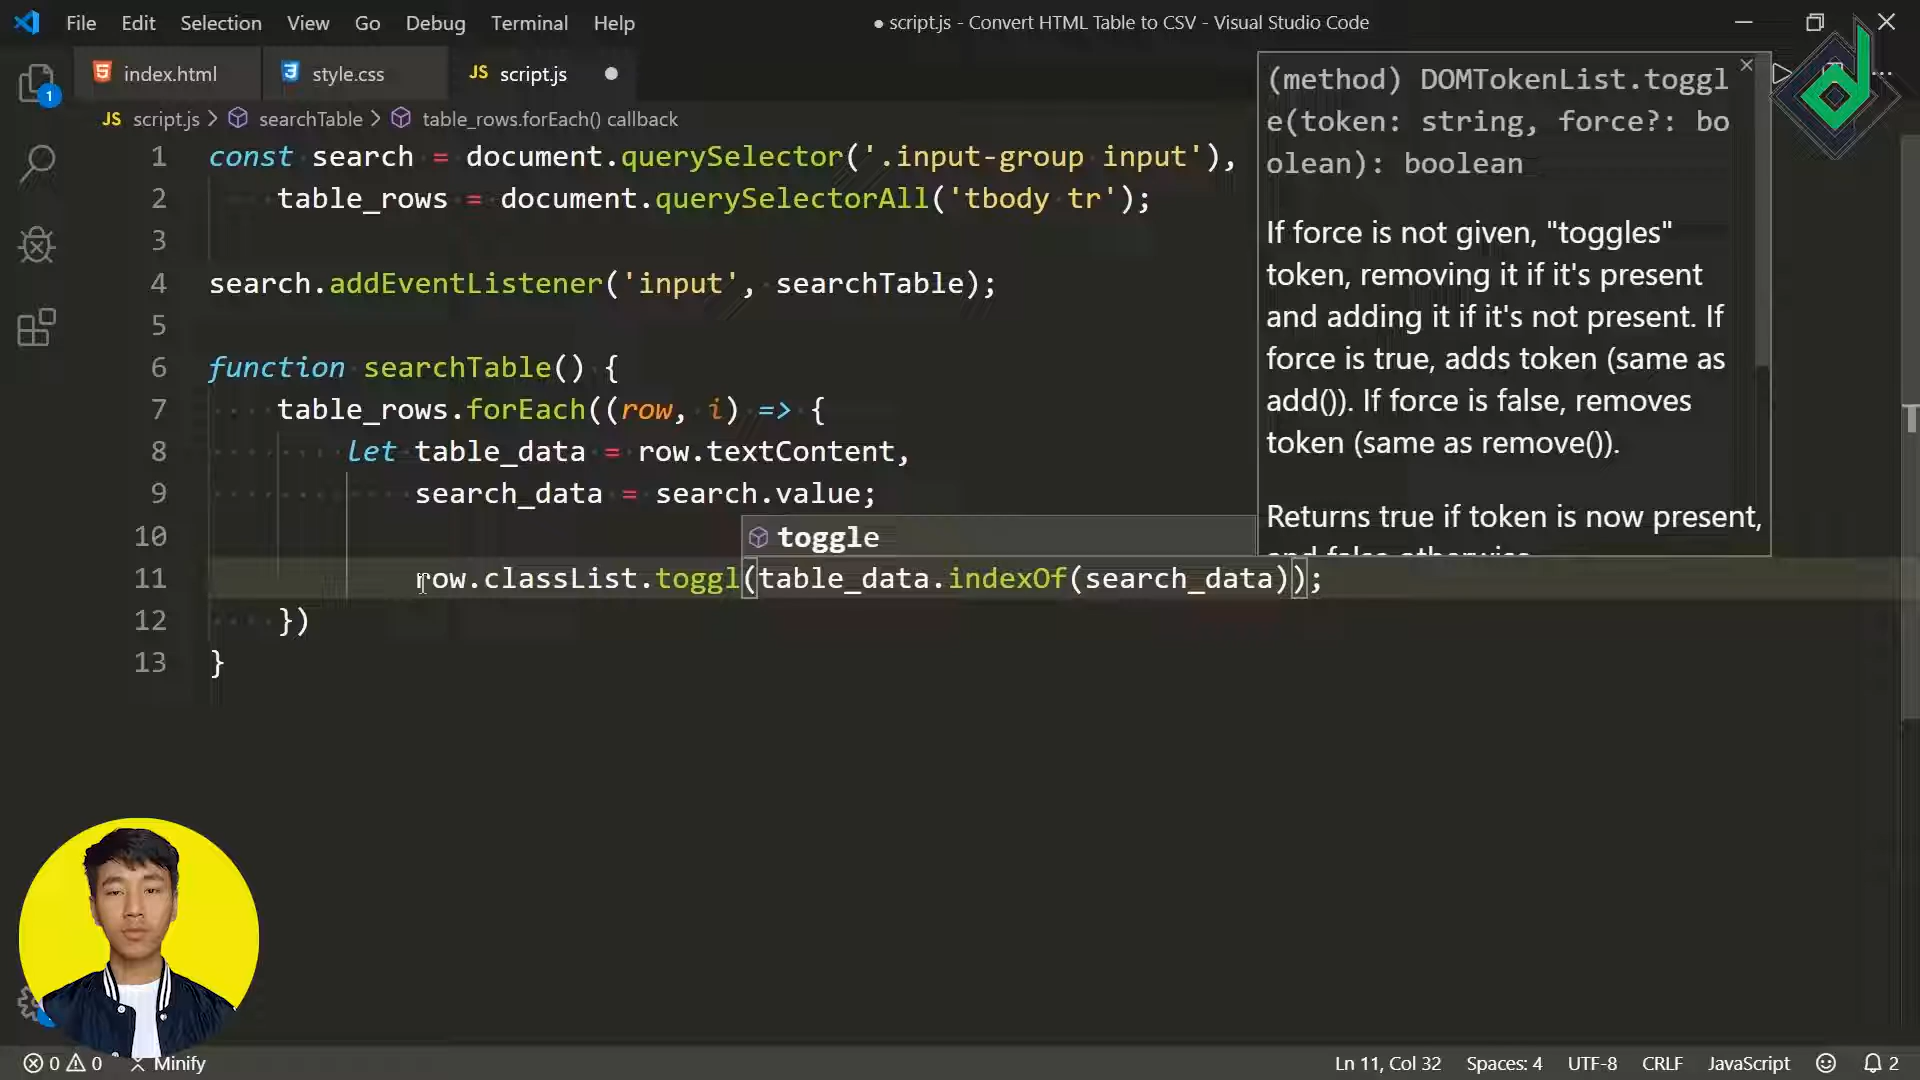 File Edit Selection View Go Debug Terminal Help
● script.js - Convert HTML Table to CSV - Visual Studio Code
index.html
style.css
JS script.js
JS script.js > searchTable > table_rows.forEach() callback
1 const search = document.querySelector('.input-group input'),
2 table_rows = document.querySelectorAll('tbody tr');
3
4 search.addEventListener('input', searchTable);
5
6 function searchTable() {
7 table_rows.forEach((row, i) => {
8 let table_data = row.textContent,
9 search_data = search.value;
10
toggle
11 row.classList.toggl(table_data.indexOf(search_data));
12 })
13 }
(method) DOMTokenList.toggl
e(token: string, force?: bo
olean): boolean
If force is not given, "toggles"
token, removing it if it's present
and adding it if it's not present. If
force is true, adds token (same as
add()). If force is false, removes
token (same as remove()).
Returns true if token is now present,
and false otherwise
1
0 0 Minify
Ln 11, Col 32 Spaces: 4 UTF-8 CRLF JavaScript 2